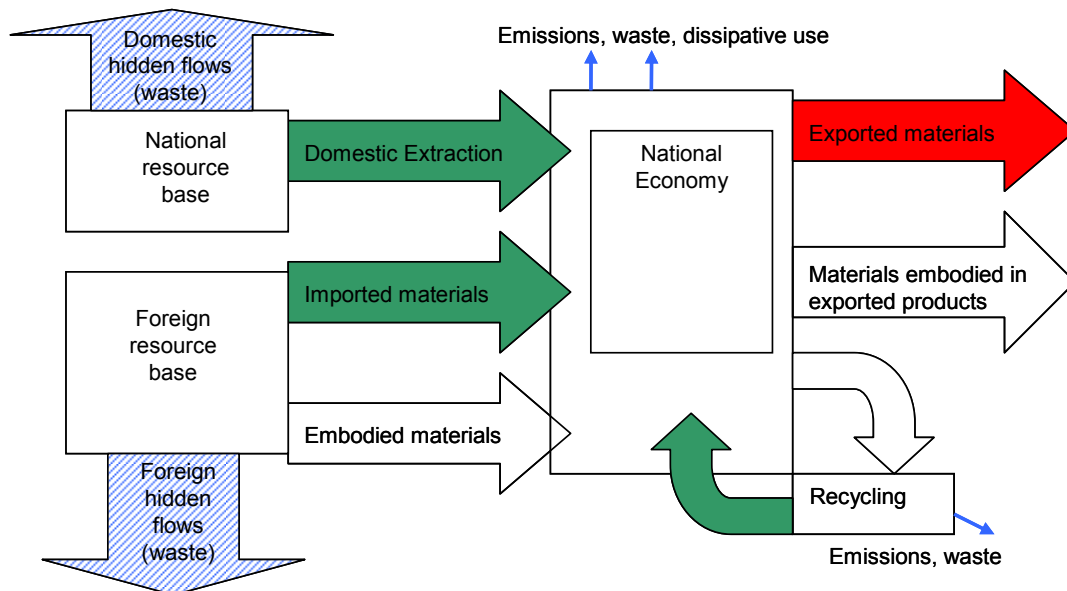 Domestic
hidden flows
(waste)
Emissions, waste, dissipative use
National
resource
base
Domestic Extraction
National
Economy
Exported materials
Foreign
resource
base
Imported materials
Materials embodied in
exported products
Embodied materials
Foreign
hidden
flows
(waste)
Recycling
Emissions, waste